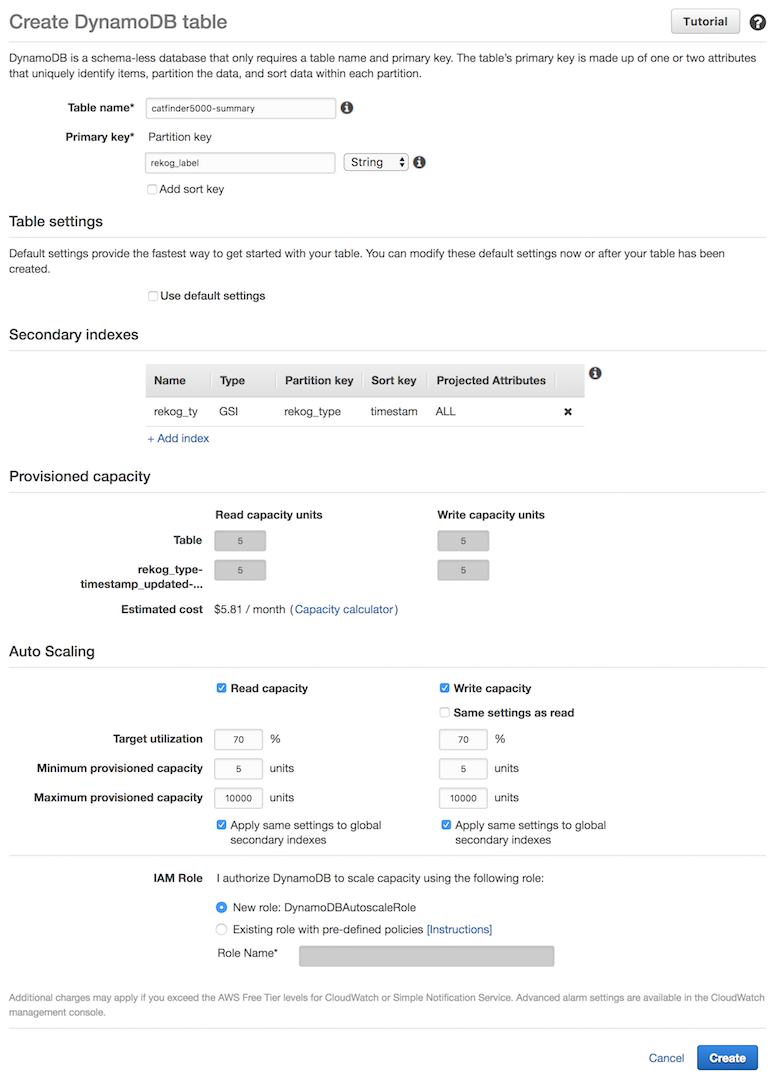 Create DynamoDB table
Tutorial
DynamoDB is a schema-less database that only requires a table name and primary key. The table's primary key is made up of one or two attributes
that uniquely identify items, partition the data, and sort data within each partition.
Table name* catfinder5000-summary
Primary key* Partition key
rekog_label String
Add sort key
Table settings
Default settings provide the fastest way to get started with your table. You can modify these default settings now or after your table has been
created.
Use default settings
Secondary indexes
Name Type Partition key Sort key Projected Attributes
rekog_ty GSI rekog_type timestam ALL
+ Add index
Provisioned capacity
Read capacity units Write capacity units
Table 5 5
rekog_type- 5 5
timestamp_updated-...
Estimated cost $5.81 / month (Capacity calculator)
Auto Scaling
Read capacity Write capacity
Same settings as read
Target utilization 70 % 70 %
Minimum provisioned capacity 5 units 5 units
Maximum provisioned capacity 10000 units 10000 units
Apply same settings to global Apply same settings to global
secondary indexes secondary indexes
IAM Role I authorize DynamoDB to scale capacity using the following role:
New role: DynamoDBAutoscaleRole
Existing role with pre-defined policies [Instructions]
Role Name*
Additional charges may apply if you exceed the AWS Free Tier levels for CloudWatch or Simple Notification Service. Advanced alarm settings are available in the CloudWatch
management console.
Cancel Create